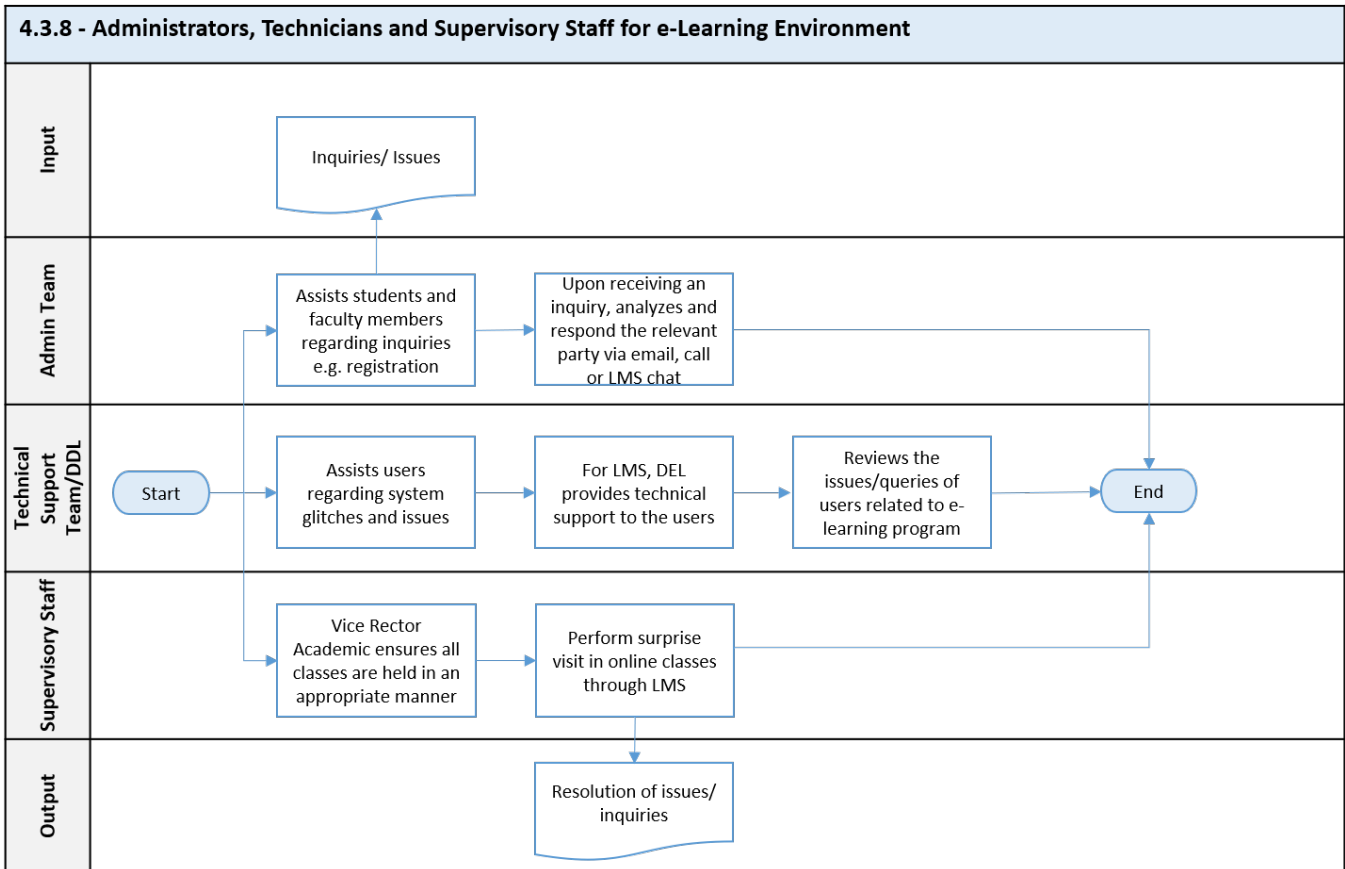 4.3.8 - Administrators, Technicians and Supervisory Staff for e-Learning Environment
Input
Inquiries/ Issues
Admin Team
Assists students and
faculty members
regarding inquiries
e.g. registration
Upon receiving an
inquiry, analyzes and
respond the relevant
party via email, call
or LMS chat
Technical
Support
Team/DDL
Start
Assists users
regarding system
glitches and issues
For LMS, DEL
provides technical
support to the users
Reviews the
issues/queries of
users related to e-
learning program
End
Supervisory Staff
Vice Rector
Academic ensures all
classes are held in an
appropriate manner
Perform surprise
visit in online classes
through LMS
Output
Resolution of issues/
inquiries